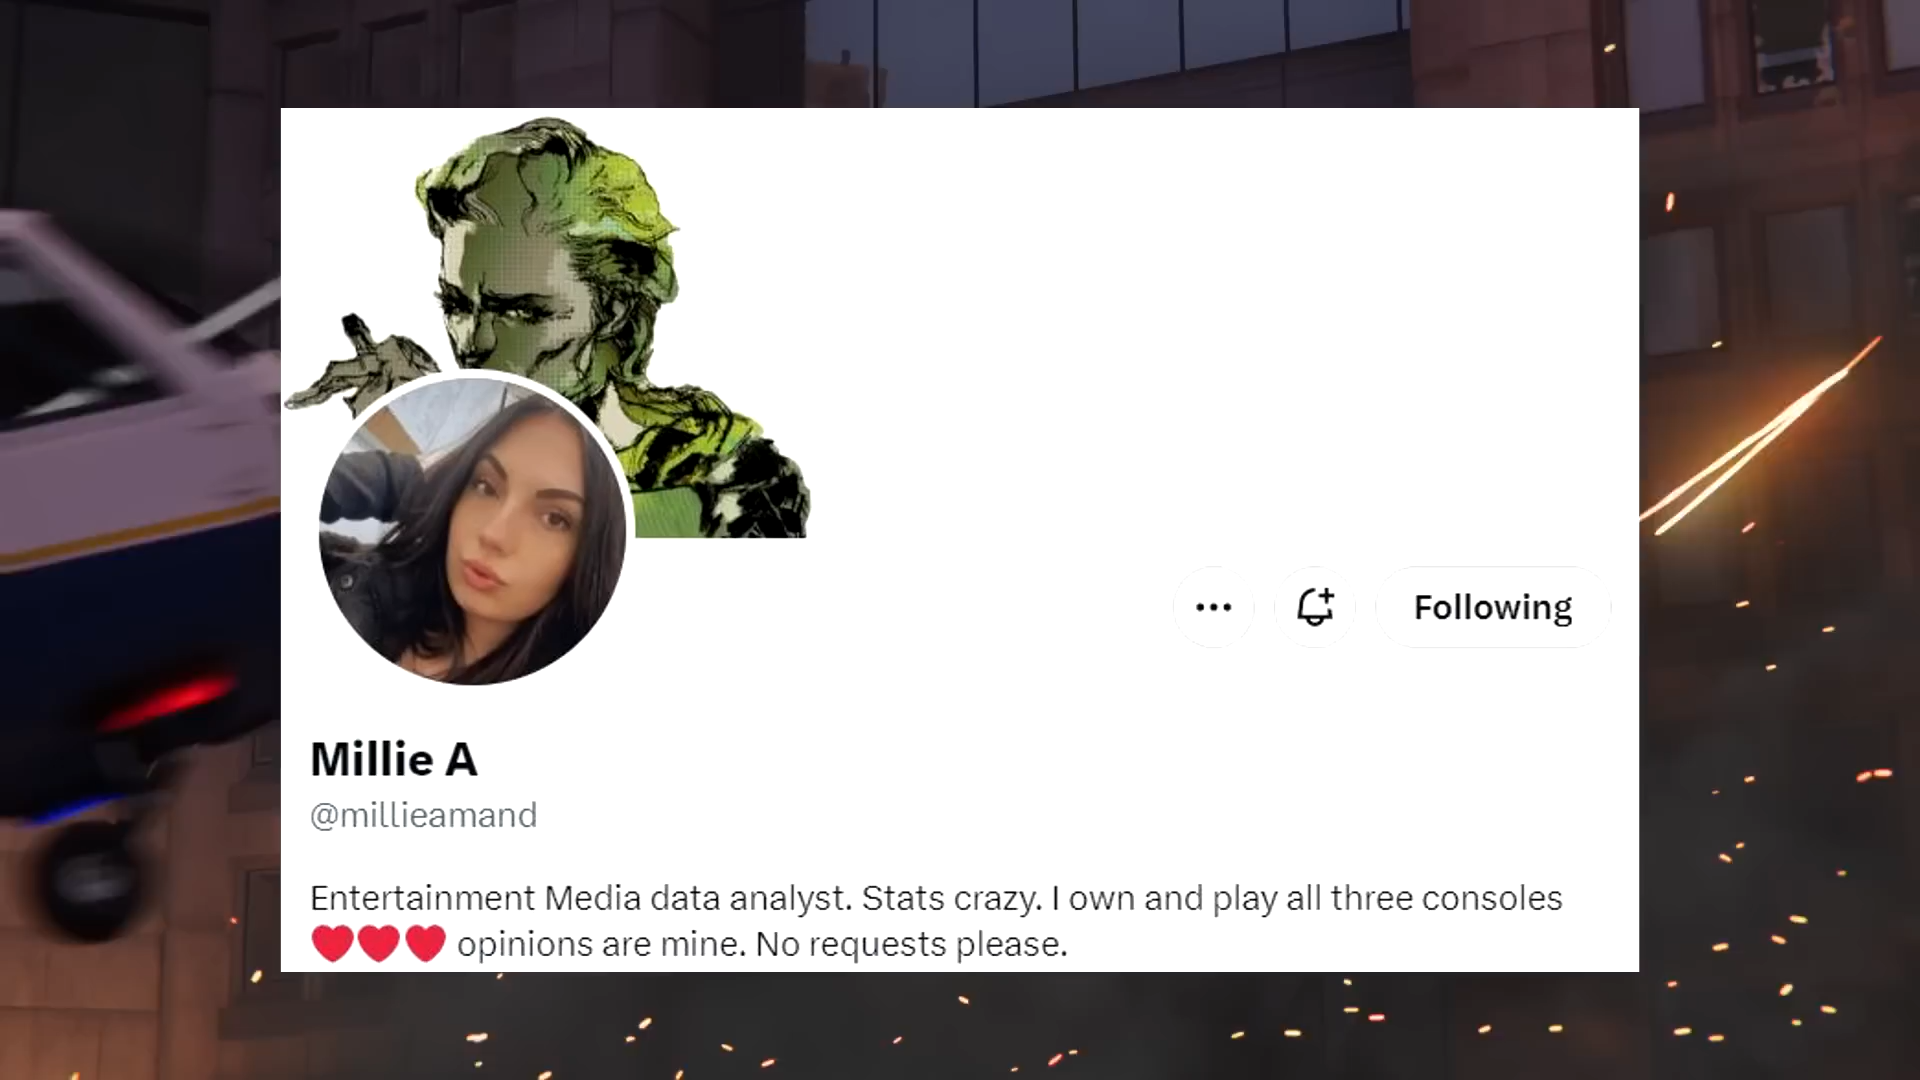 Following
Millie A
@millieamand
Entertainment Media data analyst. Stats crazy. I own and play all three consoles
❤️❤️❤️ opinions are mine. No requests please.